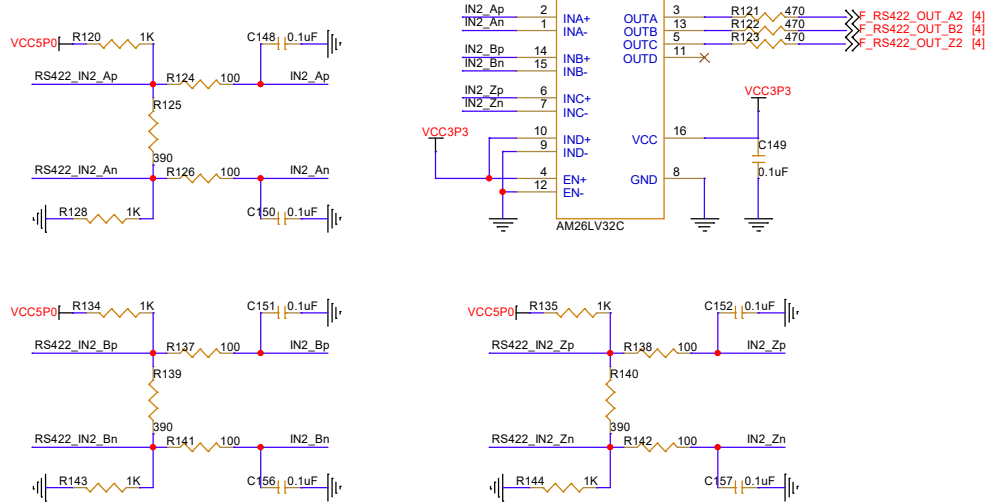 IN2_Ap 2 INA+ OUTA 3 R121 470 F_RS422_OUT_A2 [4]
IN2_An 1 INA- OUTB 13 R122 470 F_RS422_OUT_B2 [4]
OUTC 5 R123 470 F_RS422_OUT_Z2 [4]
IN2_Bp 14 INB+ OUTD 11
IN2_Bn 15 INB-
IN2_Zp 6 INC+
IN2_Zn 7 INC-
VCC3P3
VCC3P3
10 IND+ VCC 16
9 IND-
C149
0.1uF
4 EN+ GND 8
12 EN-
AM26LV32C
VCC5P0 R120 1K C148 0.1uF
RS422_IN2_Ap R124 100 IN2_Ap
R125
390
RS422_IN2_An R126 100 IN2_An
R128 1K C150 0.1uF
VCC5P0 R134 1K C151 0.1uF
RS422_IN2_Bp R137 100 IN2_Bp
R139
390
RS422_IN2_Bn R141 100 IN2_Bn
R143 1K C156 0.1uF
VCC5P0 R135 1K C152 0.1uF
RS422_IN2_Zp R138 100 IN2_Zp
R140
390
RS422_IN2_Zn R142 100 IN2_Zn
R144 1K C157 0.1uF